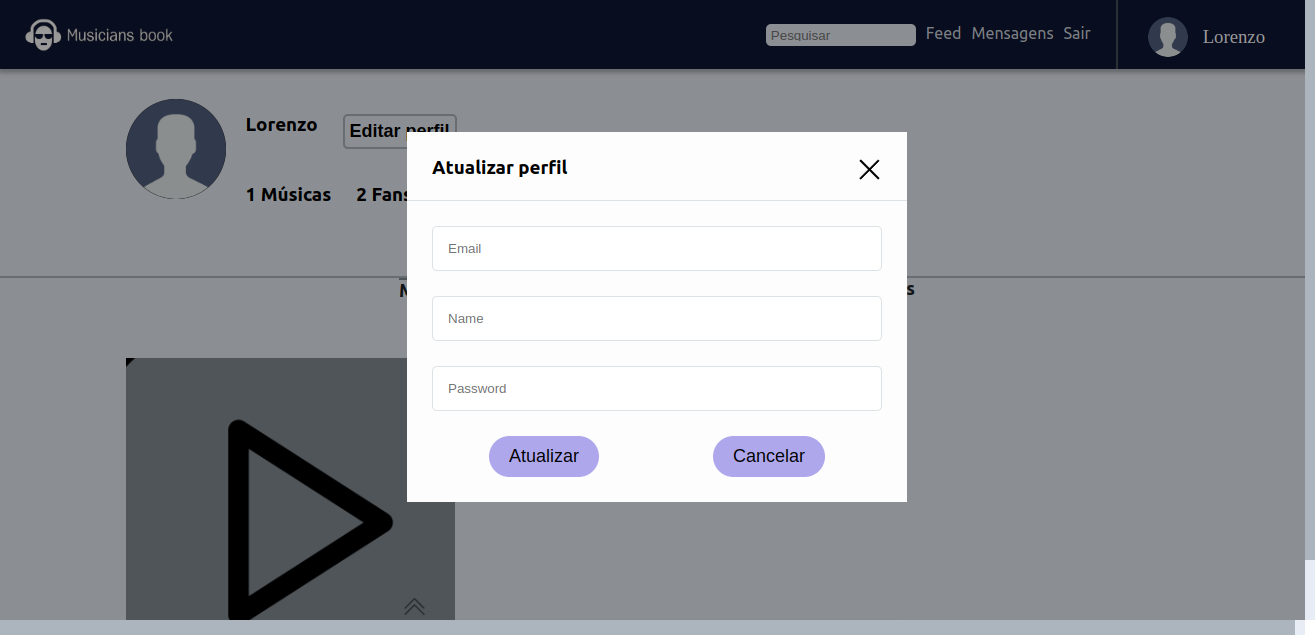 Musicians book
Pesquisar
Feed Mensagens Sair
Lorenzo
Lorenzo
Editar perfil
1 Músicas 2 Fans
Atualizar perfil
Email
Name
Password
Atualizar Cancelar